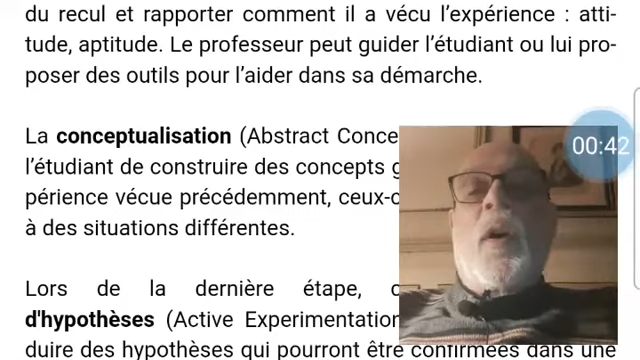 du recul et rapporter comment il a vécu l’expérience : atti-
tude, aptitude. Le professeur peut guider l’étudiant ou lui pro-
poser des outils pour l’aider dans sa démarche.
La conceptualisation (Abstract Conce
00:42
l’étudiant de construire des concepts
périence vécue précédemment, ceux-
à des situations différentes.
Lors de la dernière étape,
d'hypothèses (Active Experimentation
duire des hypothèses qui pourront être confirmées dans une